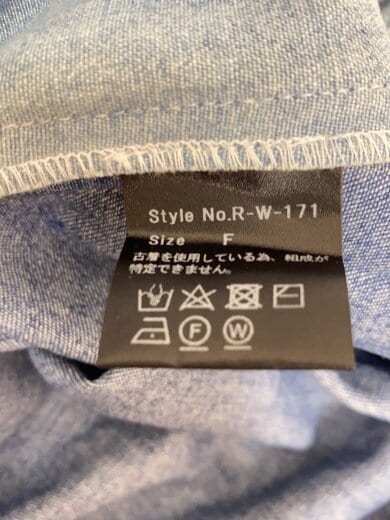 Style No.R-W-171
Size F
古着を使用している為、組成が
特定できません。
F W